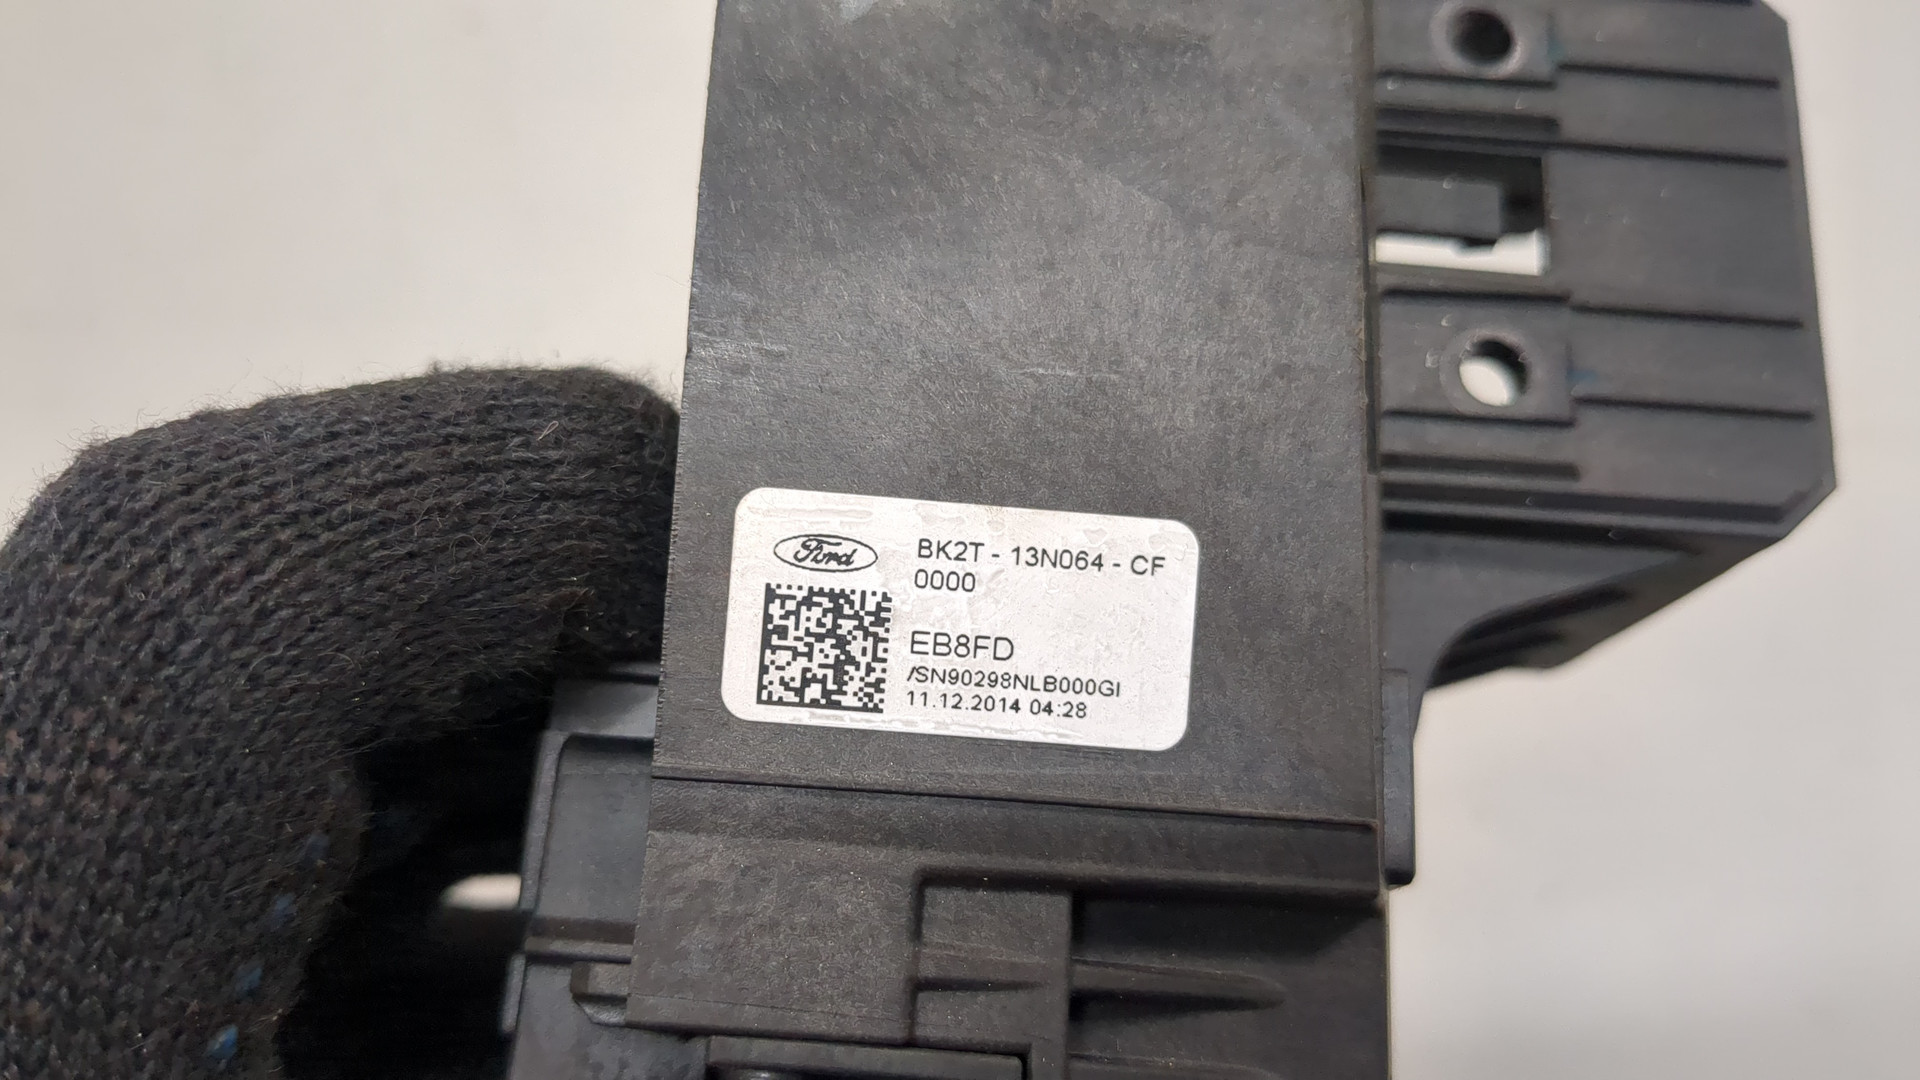 Ford
BK2T - 13N064 - CF
0000
EB8FD
/SN90298NLB000GI
11.12.2014 04:28